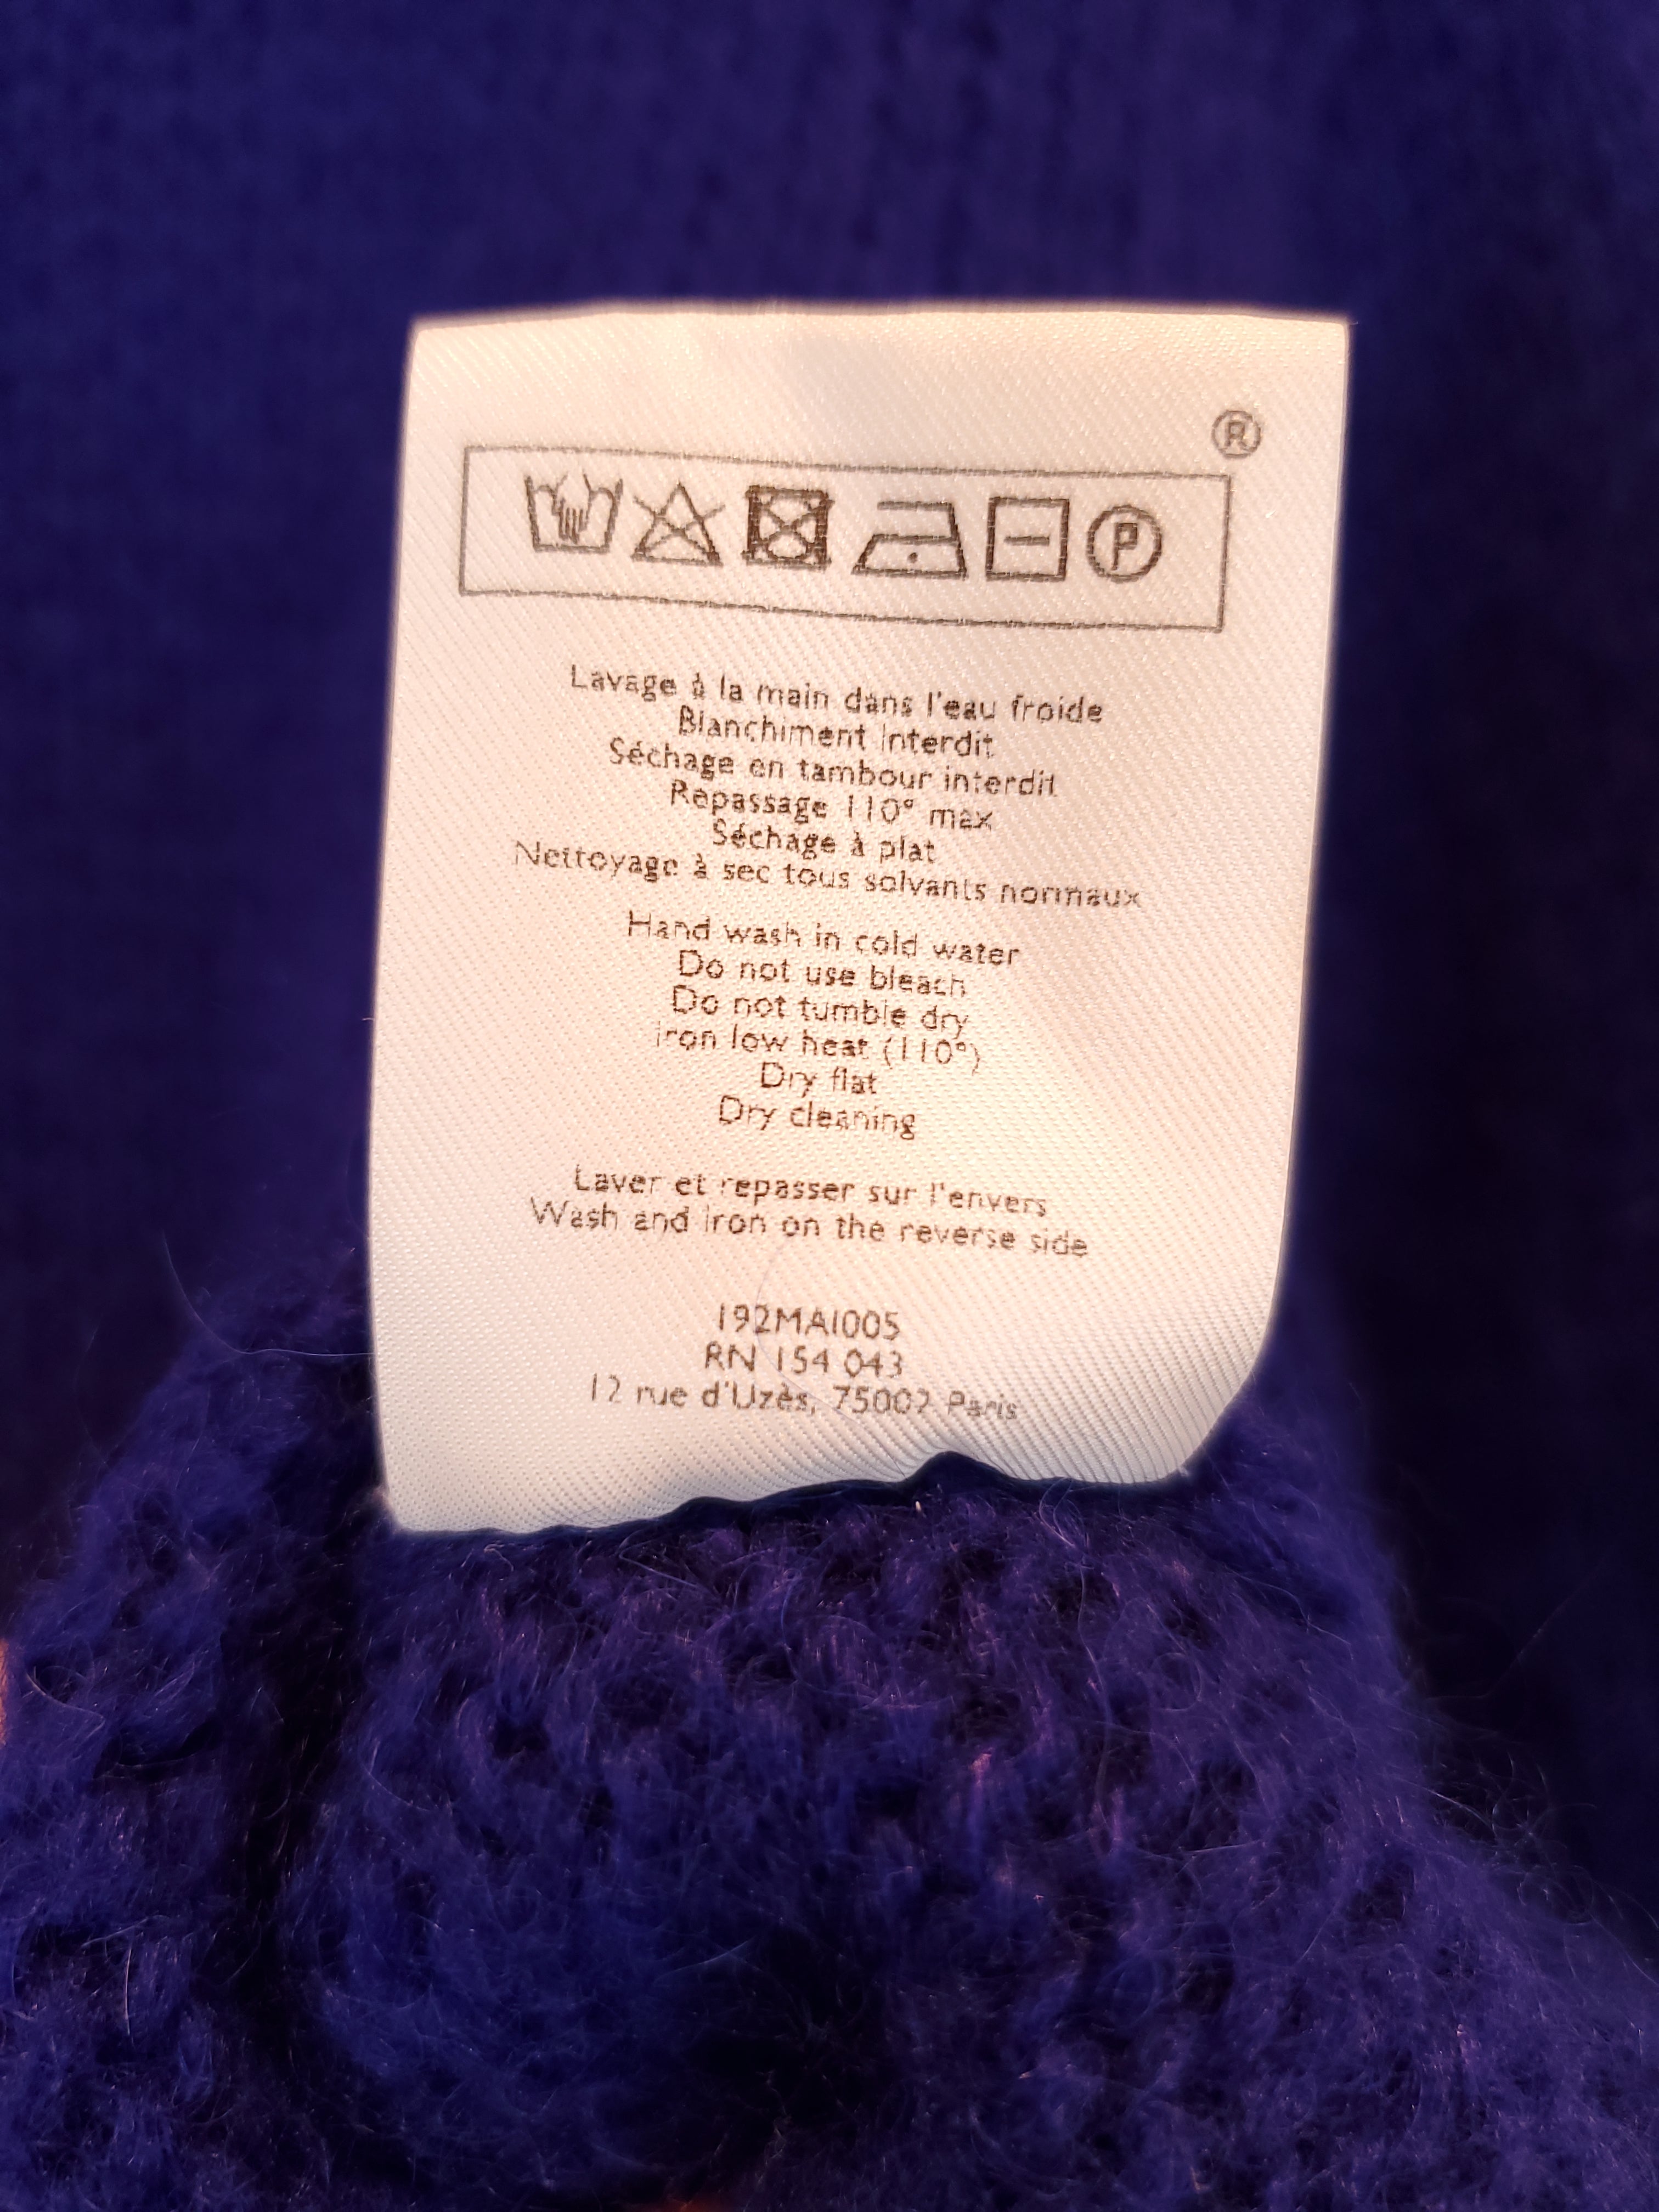 ®
P
Lavage à la main dans l'eau froide
Blanchiment interdit
Séchage en tambour interdit
Repassage 110° max
Séchage à plat
Nettoyage à sec tous solvants normaux
Hand wash in cold water
Do not use bleach
Do not tumble dry
iron low heat (110°)
Dry flat
Dry cleaning
Laver et repasser sur l'envers
Wash and iron on the reverse side
192MAI005
RN 154 043
12 rue d'Uzès, 75002 Paris